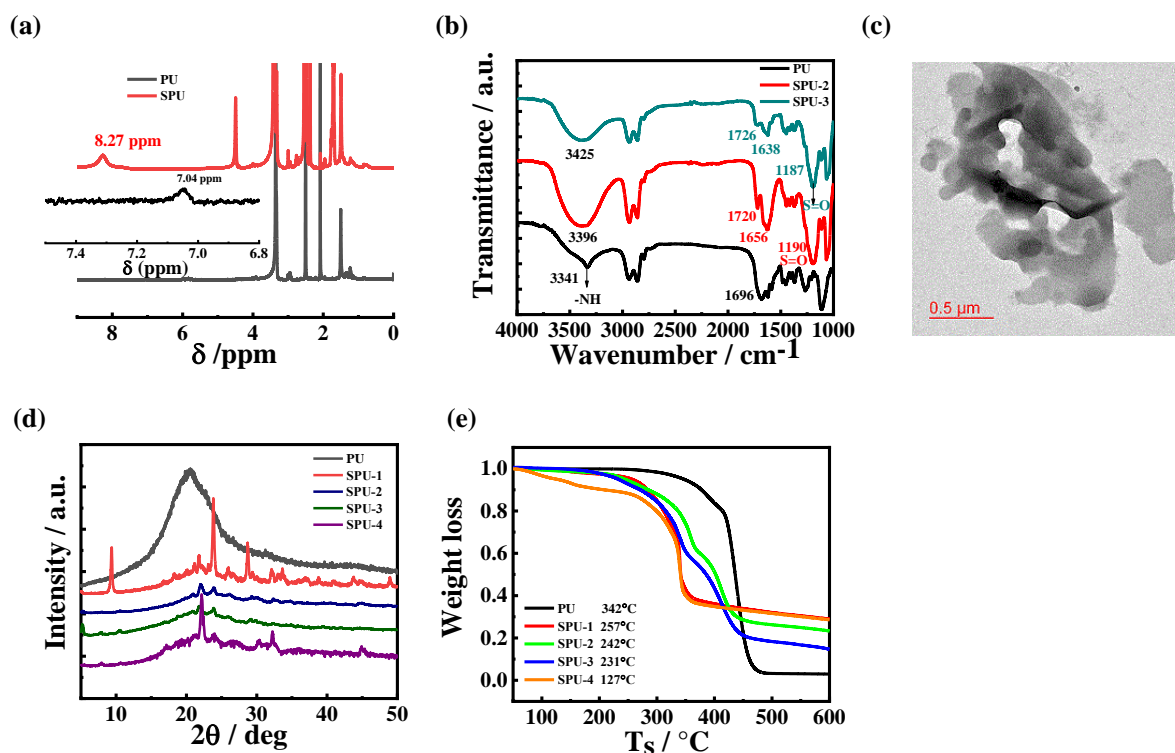 (a)
PU
SPU
8.27 ppm
7.04 ppm
7.4 7.2 7.0 6.8
δ (ppm)
8 6 4 2 0
δ /ppm
(b)
PU
SPU-2
SPU-3
3425
1726
1638
1187
S=O
3396
1720
1656
1190
S=O
3341
-NH
1696
Transmittance / a.u.
4000 3500 3000 2500 2000 1500 1000
Wavenumber / cm-1
(c)
0.5 µm
(d)
PU
SPU-1
SPU-2
SPU-3
SPU-4
Intensity / a.u.
10 20 30 40 50
2θ / deg
(e)
1.0
0.8
0.6
0.4
0.2
0.0
Weight loss
PU 342°C
SPU-1 257°C
SPU-2 242°C
SPU-3 231°C
SPU-4 127°C
100 200 300 400 500 600
Ts / °C